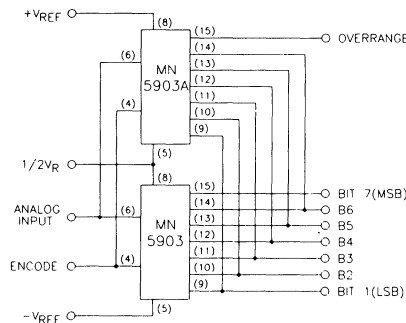 +VREF
(8)
(15)
OVERRANGE
(14)
(6)
(13)
MN
5903A
(12)
(11)
(4)
(10)
(9)
(5)
1/2VR
(8)
(15)
BIT 7(MSB)
MN
5903
(14)
B6
ANALOG
INPUT
(6)
(13)
B5
(12)
B4
(11)
B3
ENCODE
(4)
(10)
B2
(9)
BIT 1(LSB)
(5)
-VREF